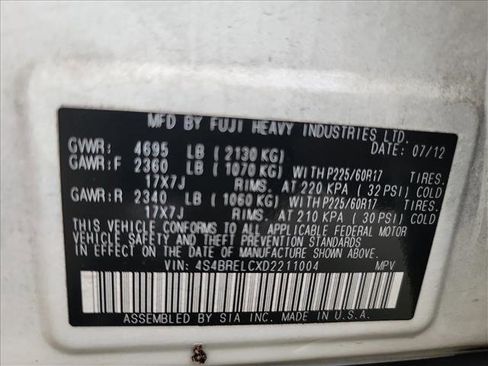 MFD. BY FUJI HEAVY INDUSTRIES LTD.
GVWR: 4695 LB (2130 KG) DATE: 07/12
GAWR:F 2360 LB (1070 KG) WITH P225/60R17 TIRES.
17X7J RIMS. AT 220 KPA (32 PSI) COLD
GAWR:R 2340 LB (1060 KG) WITH P225/60R17 TIRES.
17X7J RIMS. AT 210 KPA (30 PSI) COLD
THIS VEHICLE CONFORMS TO ALL APPLICABLE FEDERAL MOTOR
VEHICLE SAFETY, BUMPER, AND THEFT PREVENTION STANDARDS
IN EFFECT ON THE DATE OF MANUFACTURE SHOWN ABOVE.
VIN: 4S4BRELCXD2211004 MPV
ASSEMBLED BY SIA INC. MADE IN U.S.A.